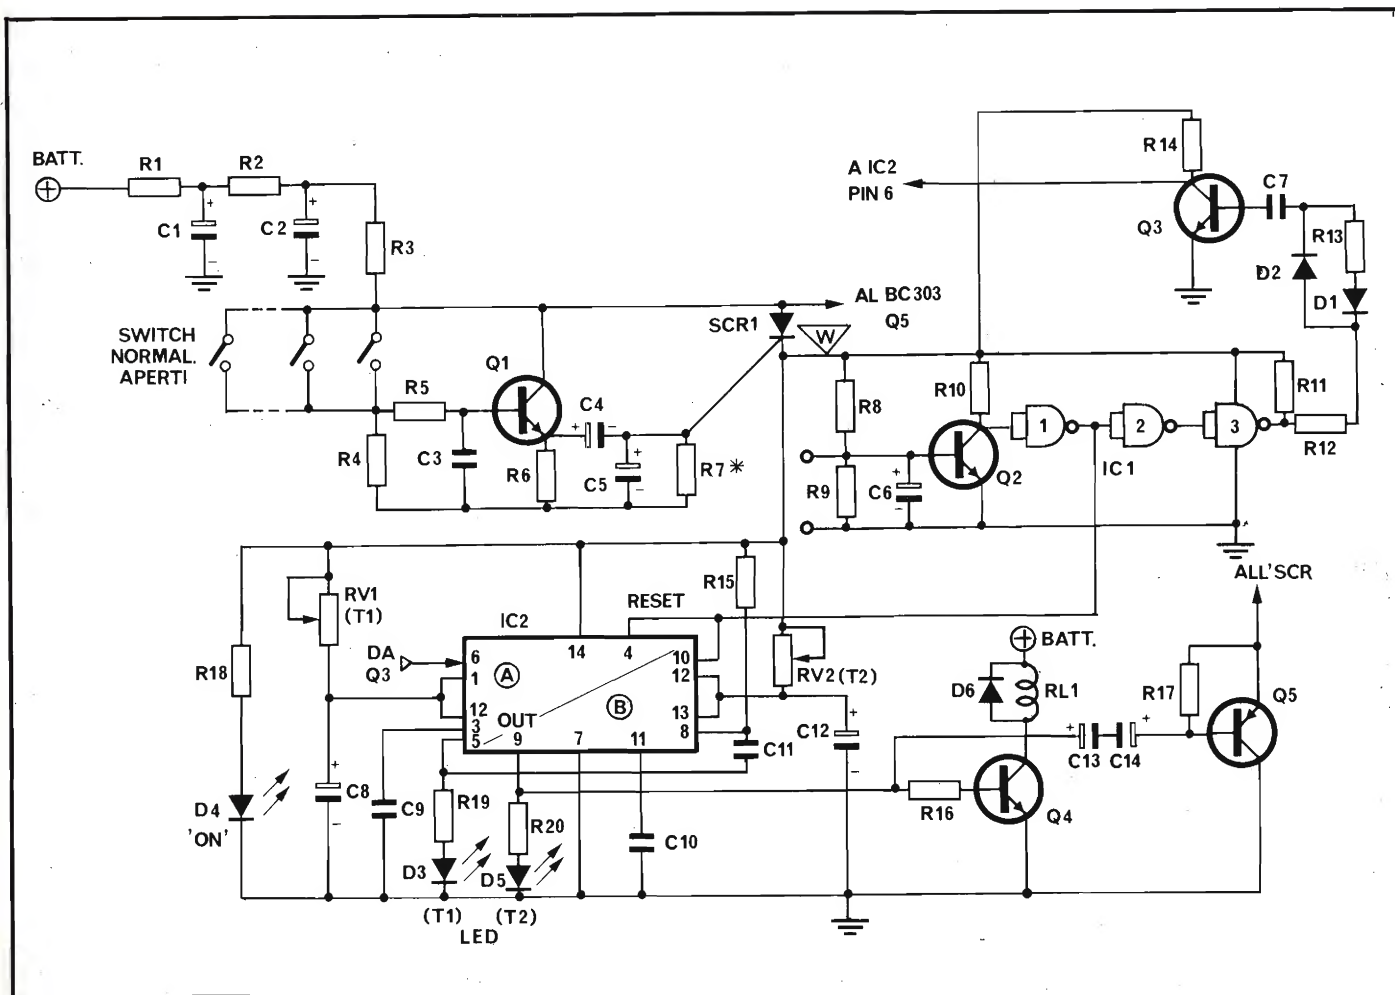 BATT.
R1
R2
+
C1
−
+
C2
−
R3
SWITCH
NORMAL.
APERTI
R5
R4
C3
Q1
C4
+ −
R6
+
C5
−
R7*
SCR1
AL BC303
Q5
W
A IC2
PIN 6
R14
Q3
C7
R13
D2
D1
R8
R9
+
C6
−
R10
Q2
1
2
3
IC1
R11
R12
ALL'SCR
RV1
(T1)
R18
D4
'ON'
DA
Q3
IC2
RESET
6
1
12
3
5
A
14
4
10
12
13
8
B
OUT
9
7
11
R15
RV2 (T2)
+
C8
−
C9
R19
D3
(T1)
R20
D5
(T2)
LED
C10
C11
+
C12
−
BATT.
D6
RL1
+
C13
C14
+
R16
Q4
R17
Q5